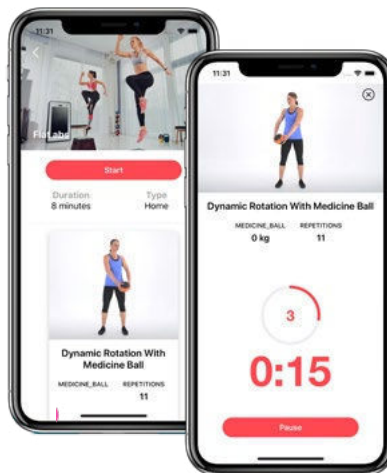 11:31
Flat abs
Start
Duration
8 minutes
Type
Home
Dynamic Rotation With
Medicine Ball
MEDICINE_BALL
REPETITIONS
11
11:31
Dynamic Rotation With Medicine Ball
MEDICINE_BALL
0 kg
REPETITIONS
11
3
0:15
Pause